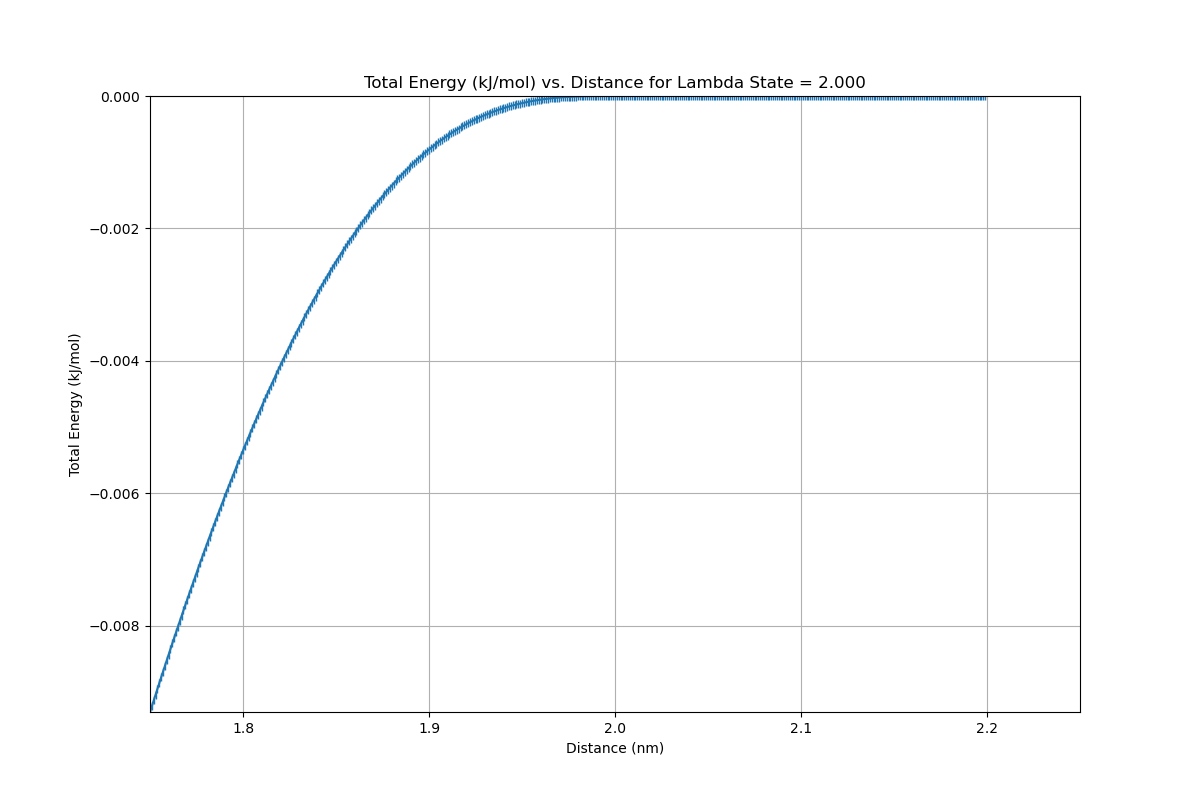 Total Energy (kJ/mol) vs. Distance for Lambda State = 2.000
0.000
−0.002
−0.004
−0.006
−0.008
Total Energy (kJ/mol)
1.8 1.9 2.0 2.1 2.2
Distance (nm)